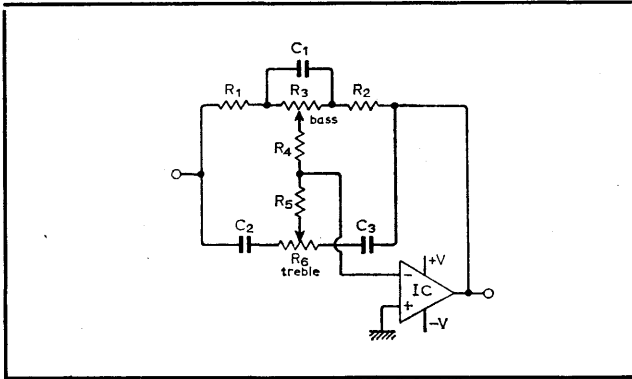 C1
R1 R3 R2
bass
R4
R5
C2 C3
R6
treble
+V
− IC
+
−V